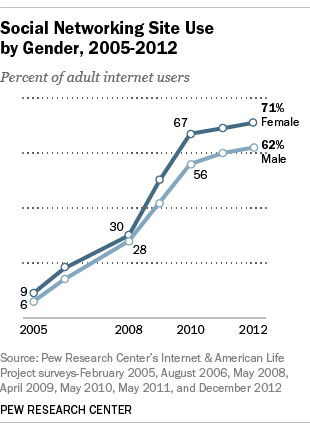 Social Networking Site Use
by Gender, 2005-2012
Percent of adult internet users
71%
Female
67
62%
Male
56
30
28
9
6
2005 2008 2010 2012
Source: Pew Research Center's Internet & American Life
Project surveys-February 2005, August 2006, May 2008,
April 2009, May 2010, May 2011, and December 2012
PEW RESEARCH CENTER